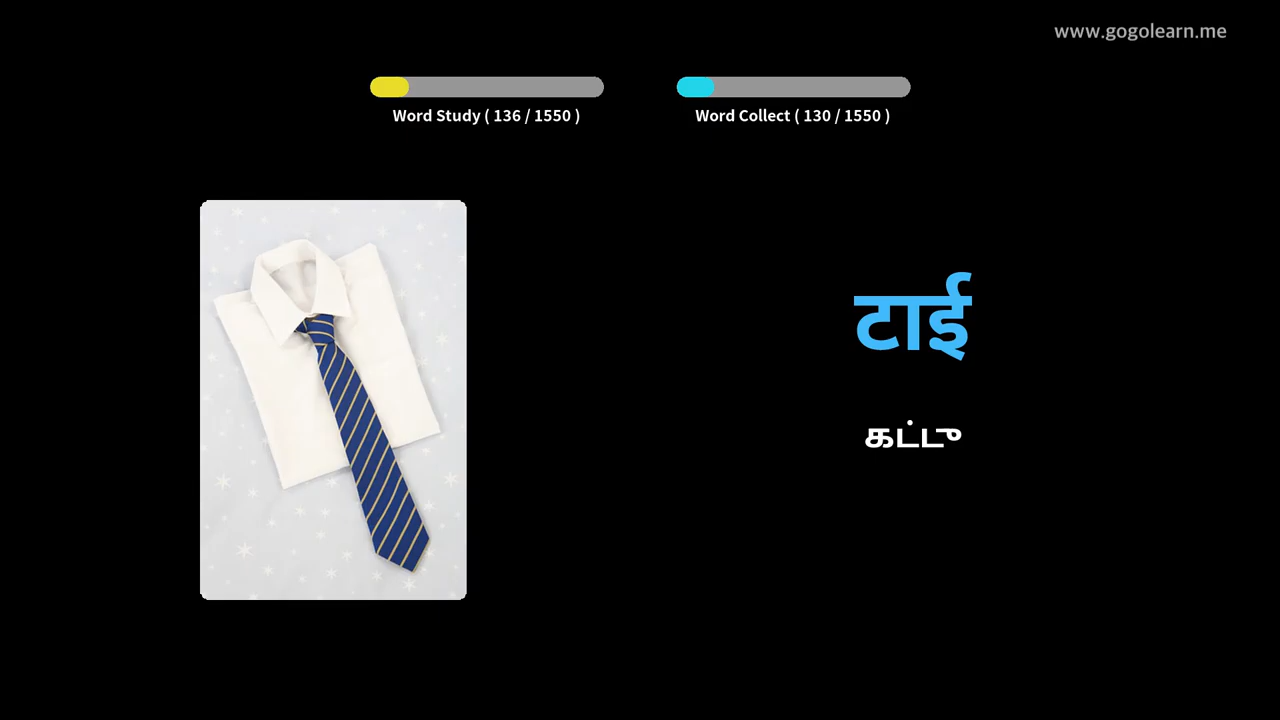 www.gogolearn.me
Word Study ( 136 / 1550 )
Word Collect ( 130 / 1550 )
टाई
கட்டு